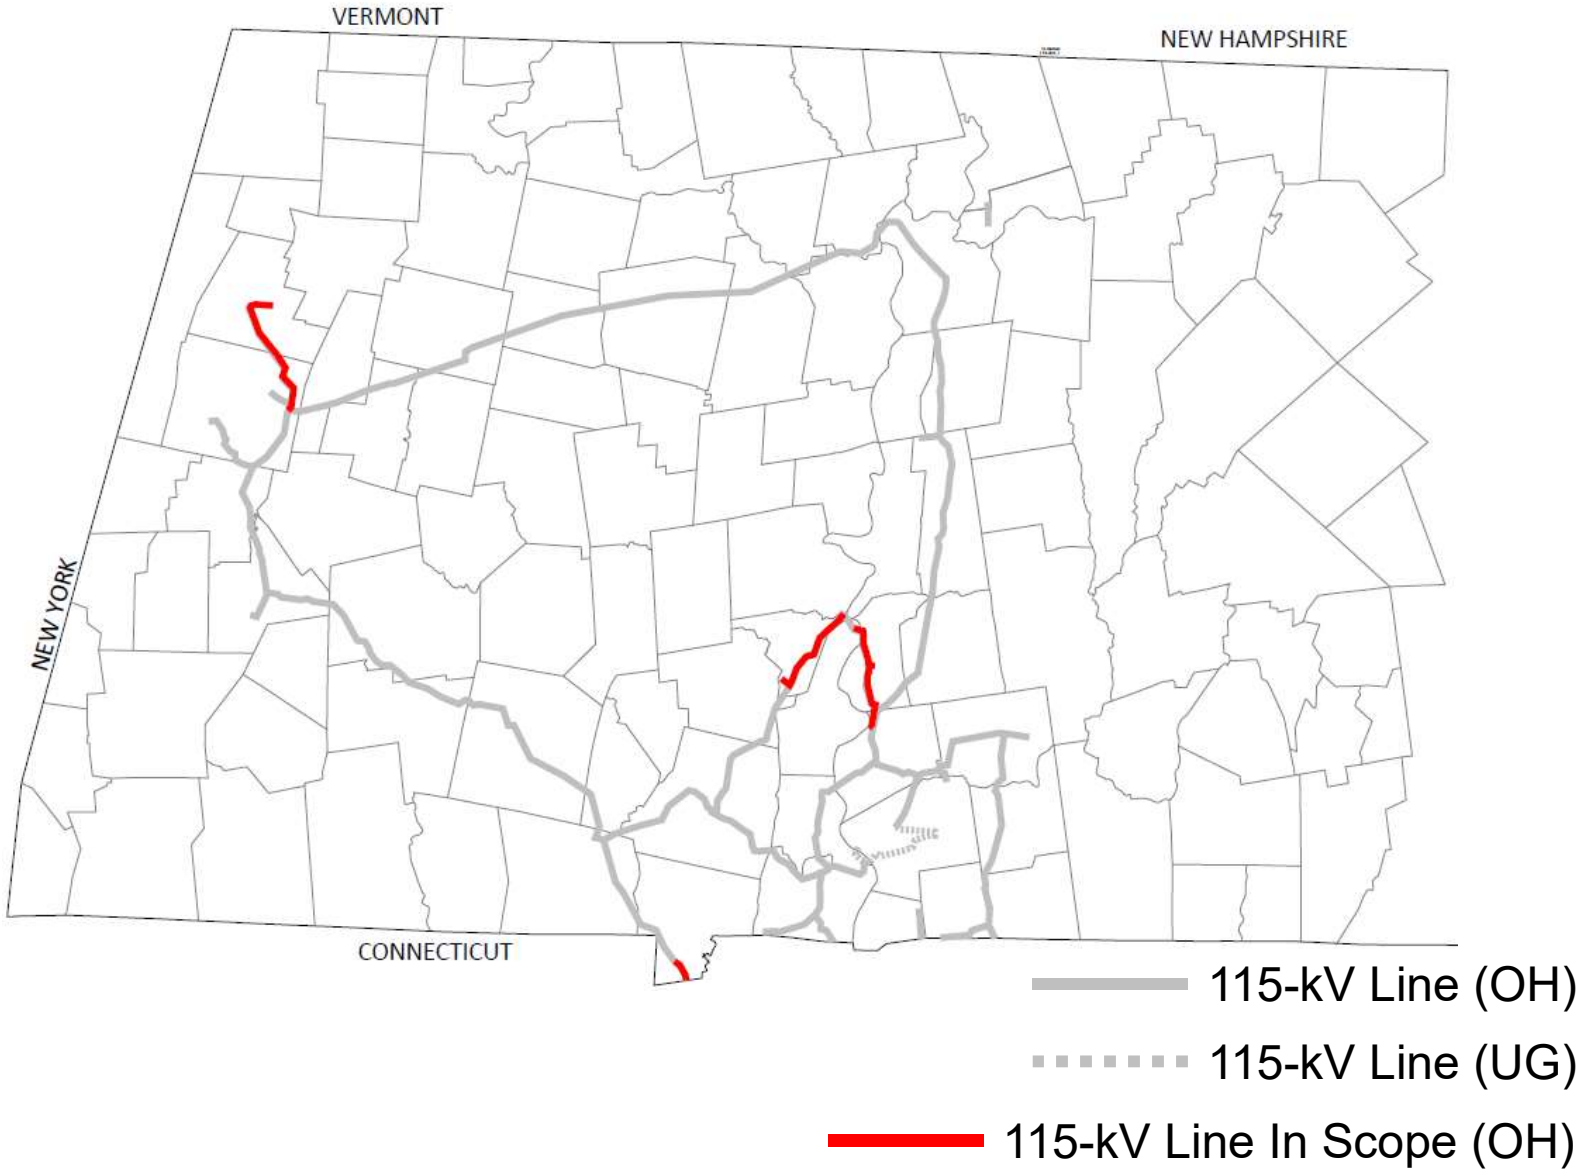 VERMONT
NEW HAMPSHIRE
NEW YORK
CONNECTICUT
115-kV Line (OH)
115-kV Line (UG)
115-kV Line In Scope (OH)